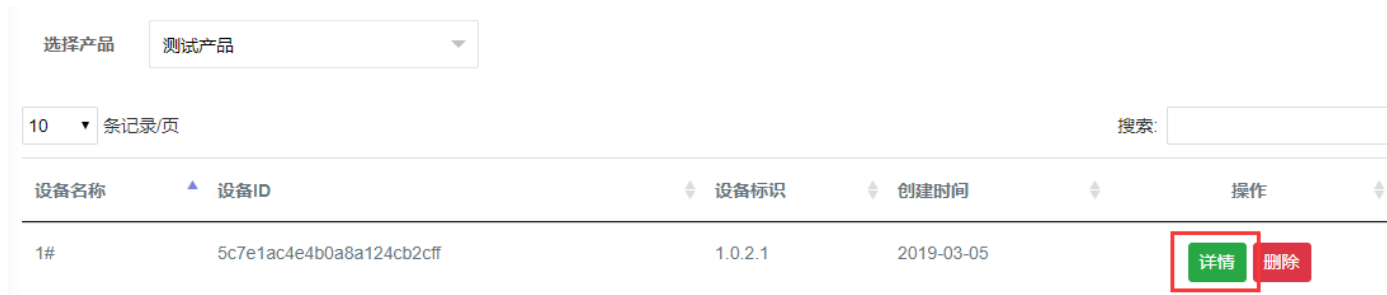 选择产品 测试产品
10 条记录/页 搜索:
设备名称 设备ID 设备标识 创建时间 操作
1# 5c7e1ac4e4b0a8a124cb2cff 1.0.2.1 2019-03-05 详情 删除